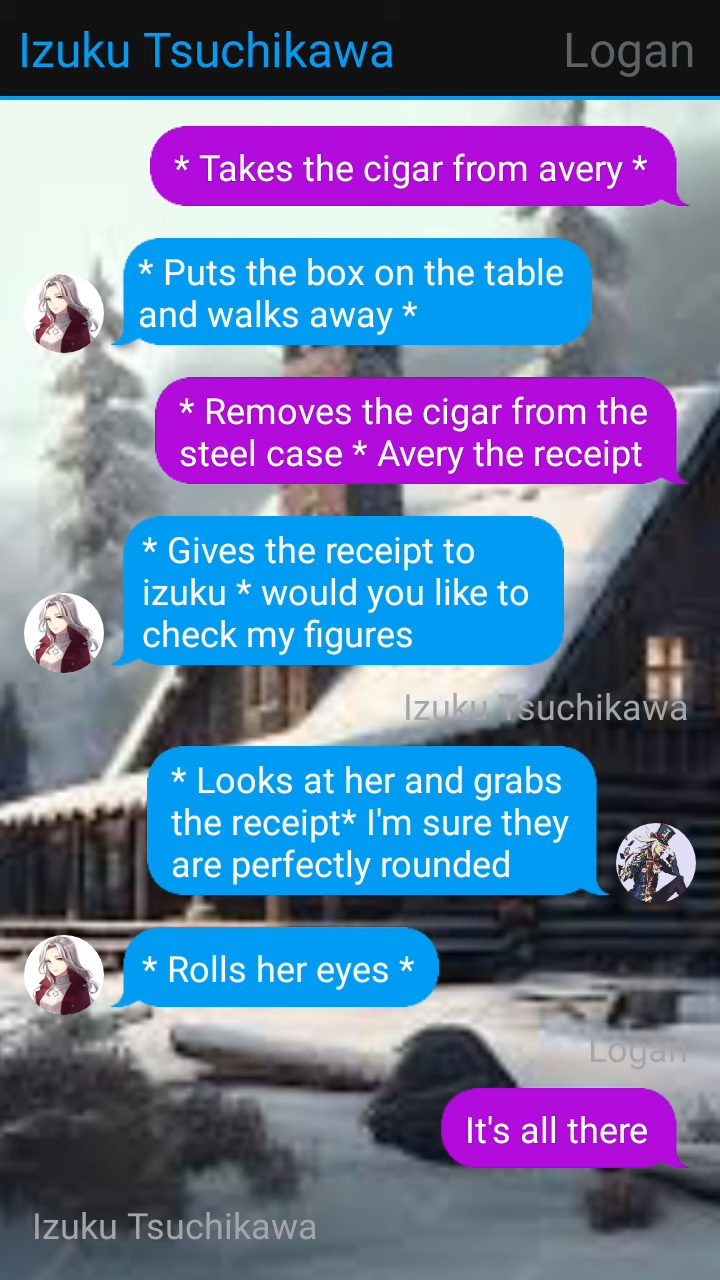 Izuku Tsuchikawa
Logan
* Takes the cigar from avery *
* Puts the box on the table
and walks away *
* Removes the cigar from the
steel case * Avery the receipt
* Gives the receipt to
izuku * would you like to
check my figures
Izuku Tsuchikawa
* Looks at her and grabs
the receipt* I'm sure they
are perfectly rounded
* Rolls her eyes *
Logan
It's all there
Izuku Tsuchikawa